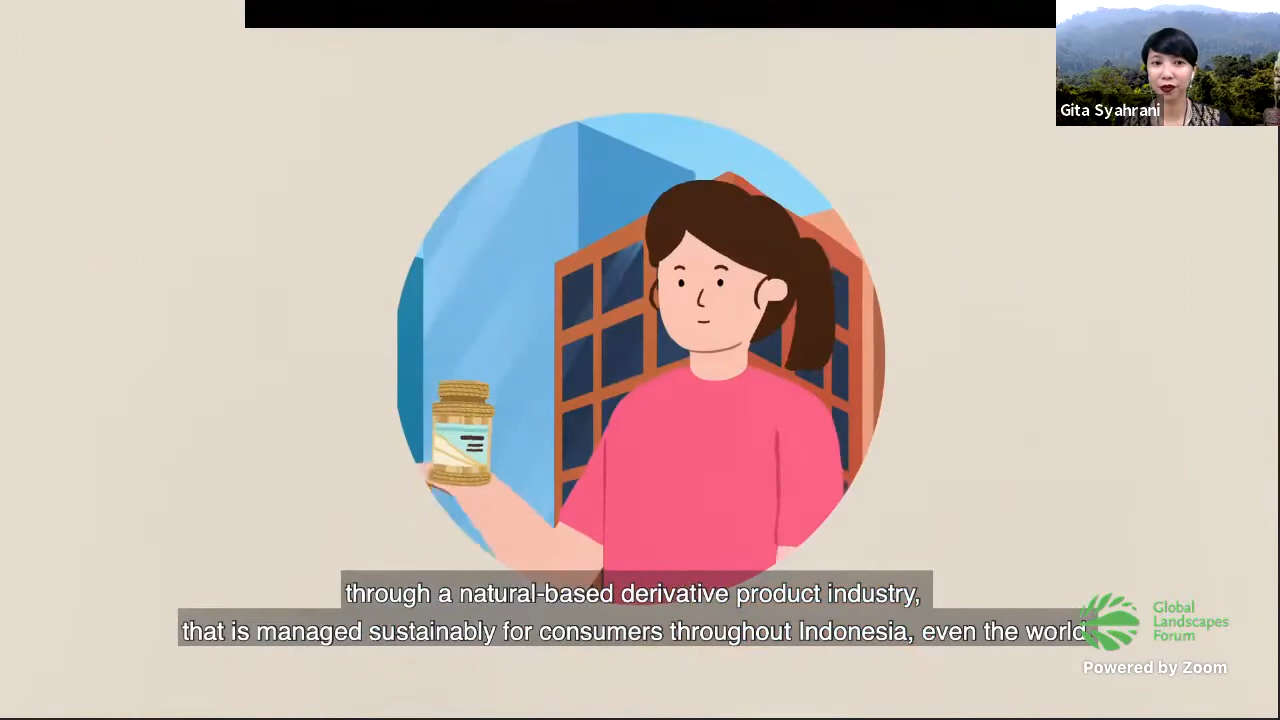 Gita Syahrani
through a natural-based derivative product industry,
that is managed sustainably for consumers throughout Indonesia, even the world
Global
Landscapes
Forum
Powered by Zoom